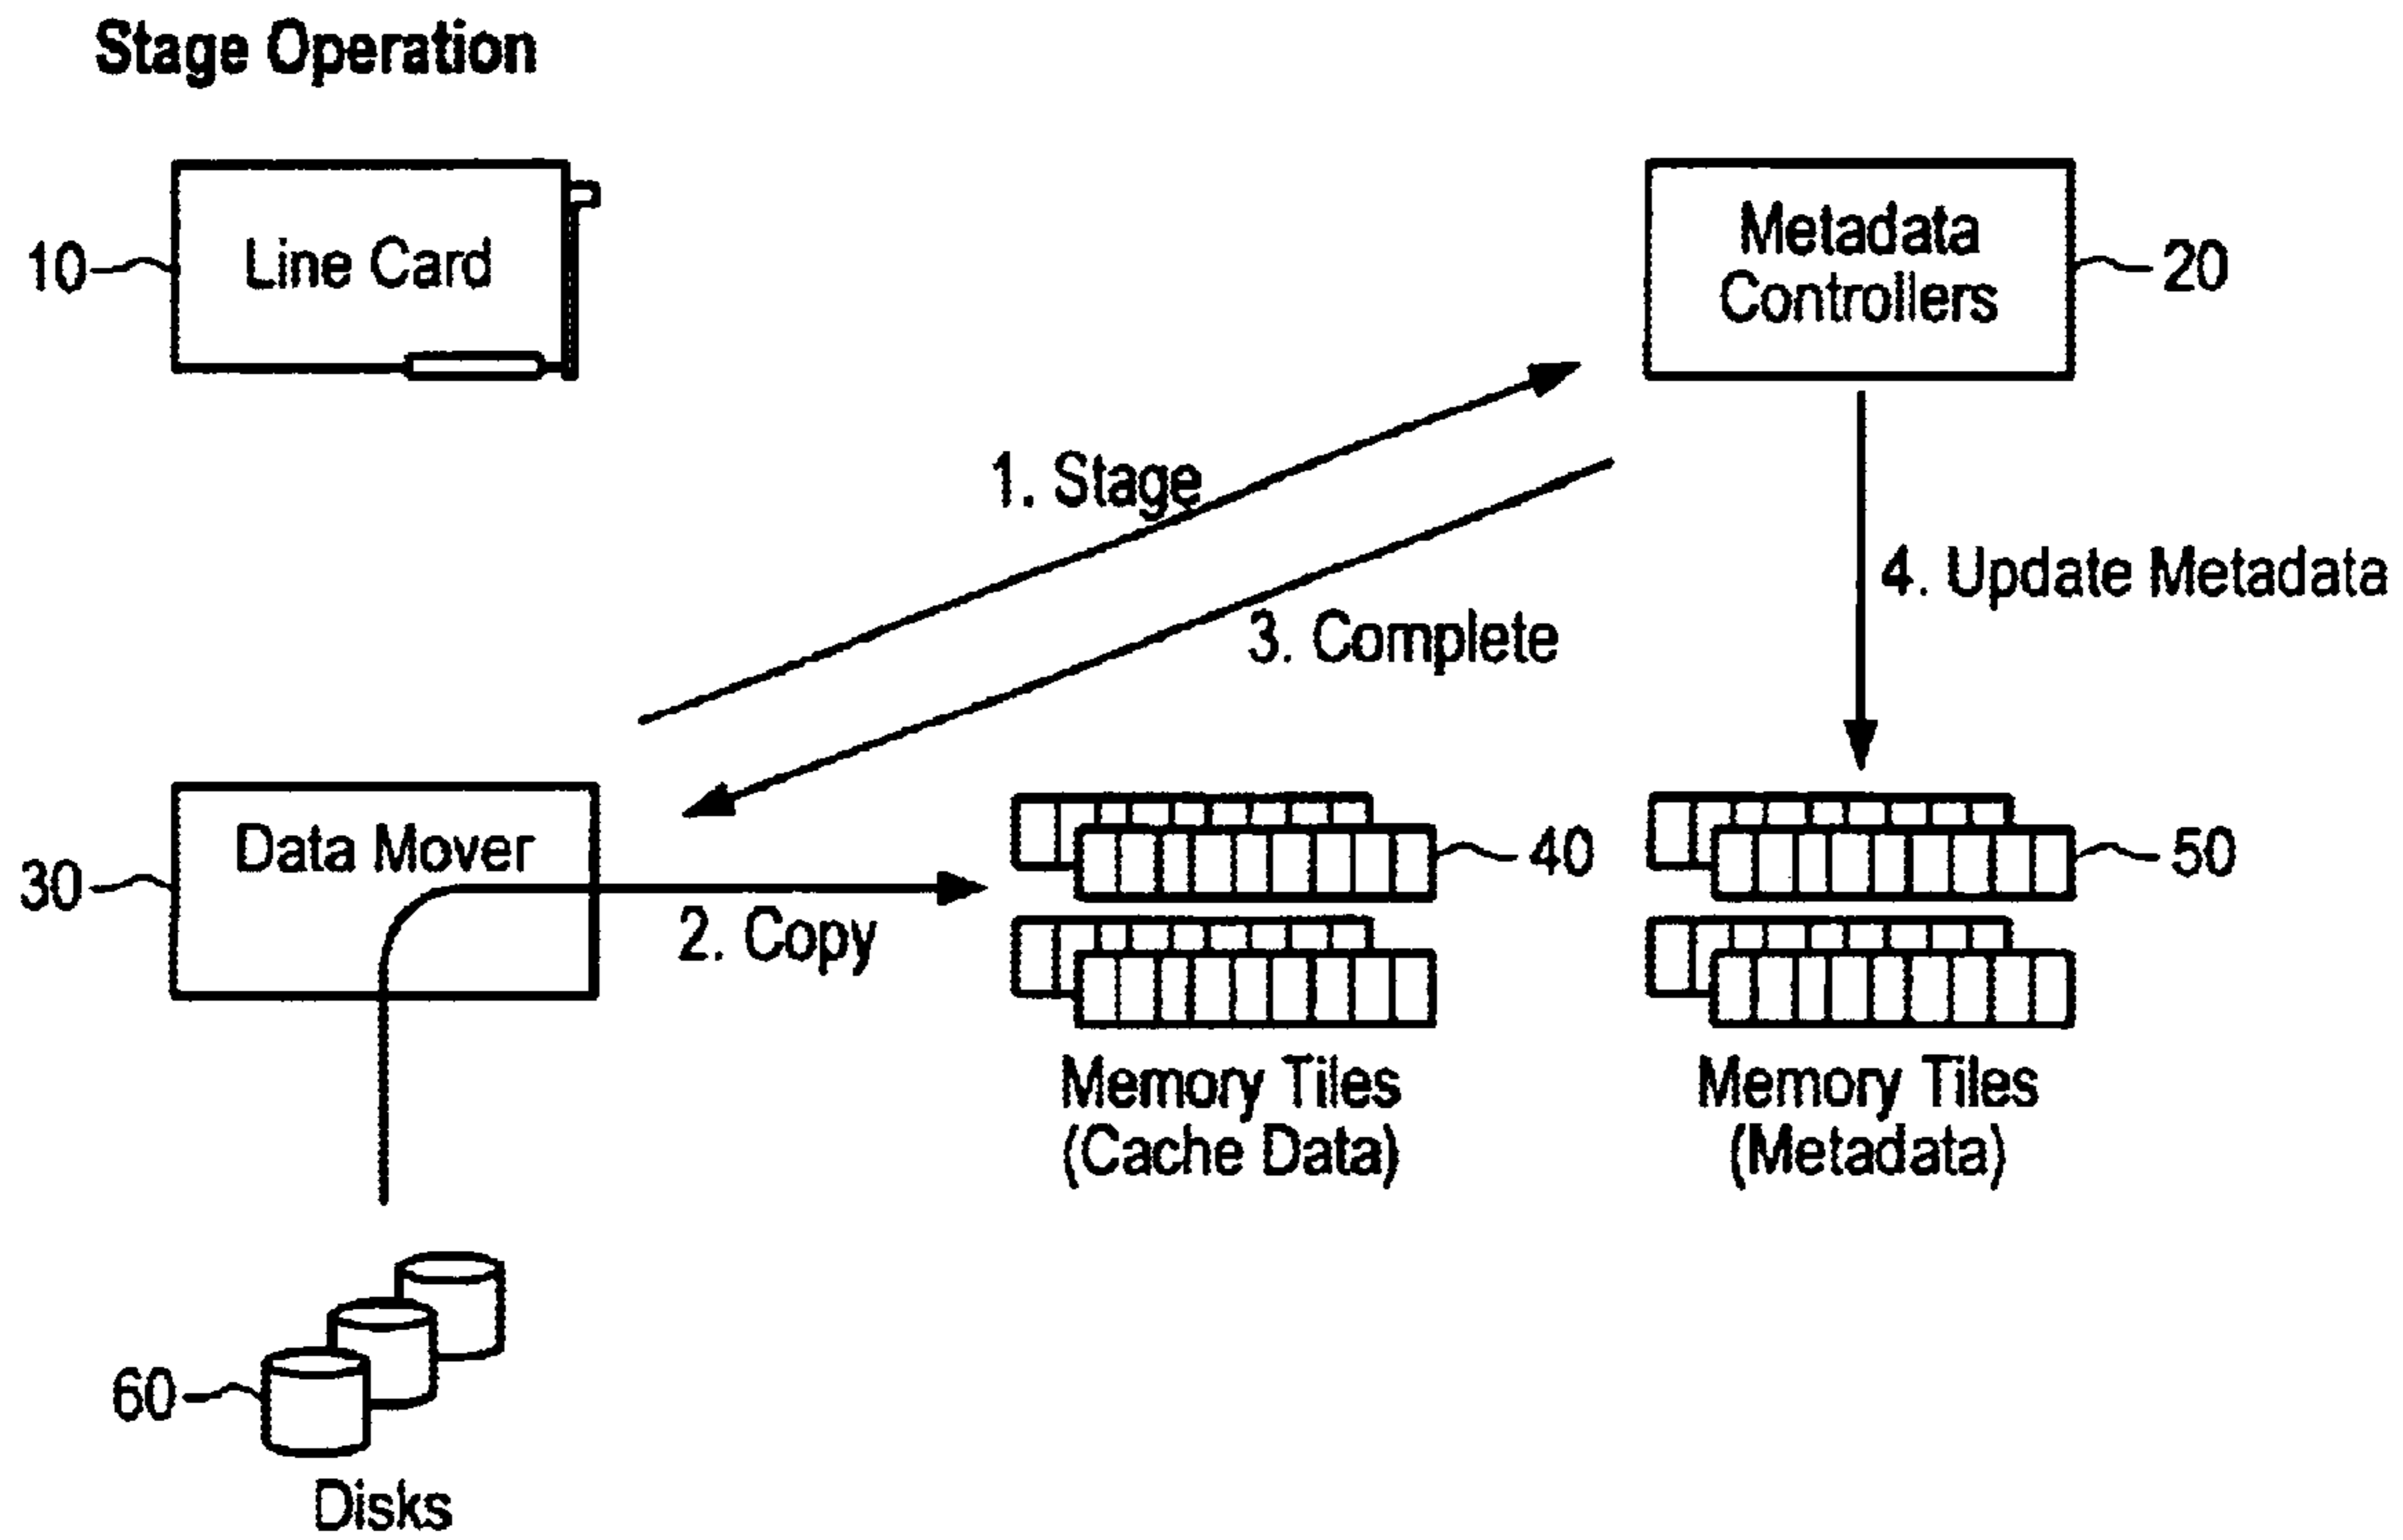 Stage Operation
10
Line Card
Metadata
Controllers
20
1. Stage
3. Complete
4. Update Metadata
30
Data Mover
2. Copy
40
50
Memory Tiles
(Cache Data)
Memory Tiles
(Metadata)
60
Disks